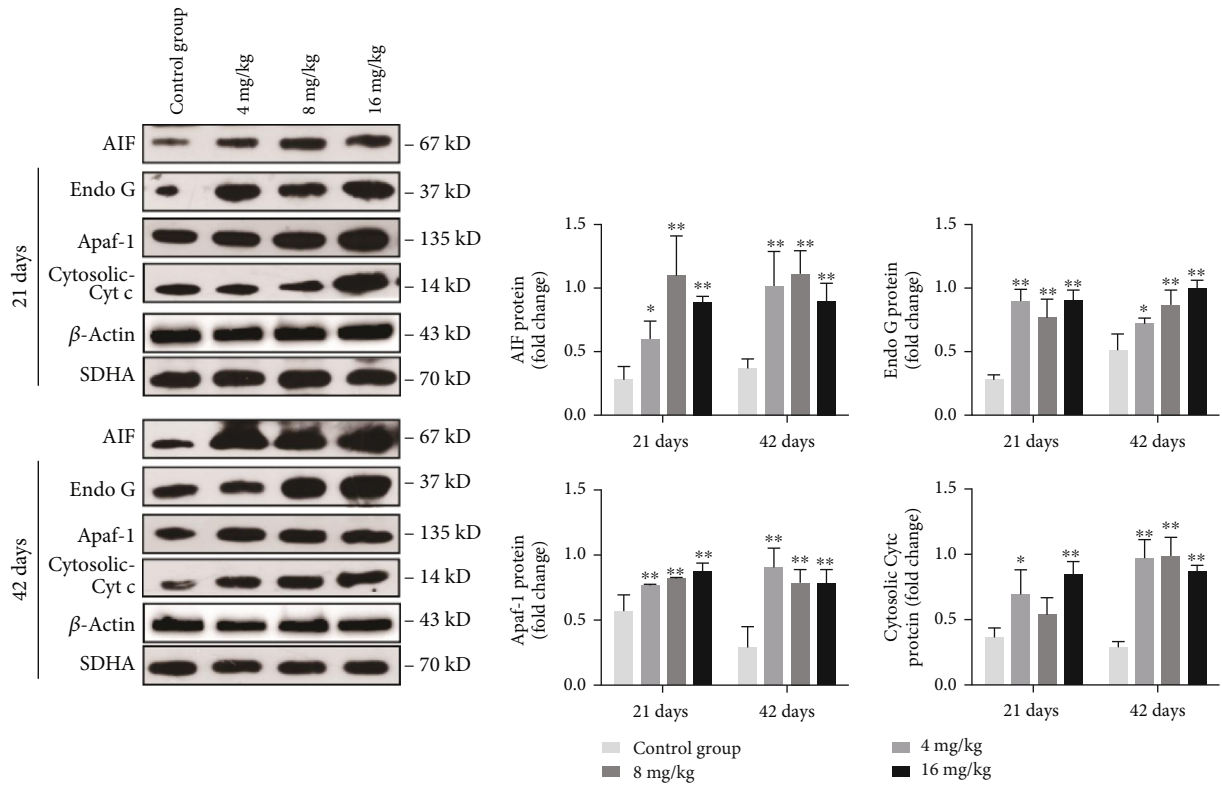 Control group
4 mg/kg
8 mg/kg
16 mg/kg
21 days
AIF
– 67 kD
Endo G
– 37 kD
Apaf-1
– 135 kD
Cytosolic-
Cyt c
– 14 kD
β-Actin
– 43 kD
SDHA
– 70 kD
42 days
AIF
– 67 kD
Endo G
– 37 kD
Apaf-1
– 135 kD
Cytosolic-
Cyt c
– 14 kD
β-Actin
– 43 kD
SDHA
– 70 kD
AIF protein
(fold change)
1.5
1.0
0.5
0.0
*
**
**
**
**
**
21 days
42 days
Endo G protein
(fold change)
1.5
1.0
0.5
0.0
**
**
**
*
**
**
21 days
42 days
Apaf-1 protein
(fold change)
1.5
1.0
0.5
0.0
**
**
**
**
**
**
21 days
42 days
Cytosolic Cytc
protcin (fold change)
1.5
1.0
0.5
0.0
*
**
**
**
**
21 days
42 days
Control group
4 mg/kg
8 mg/kg
16 mg/kg